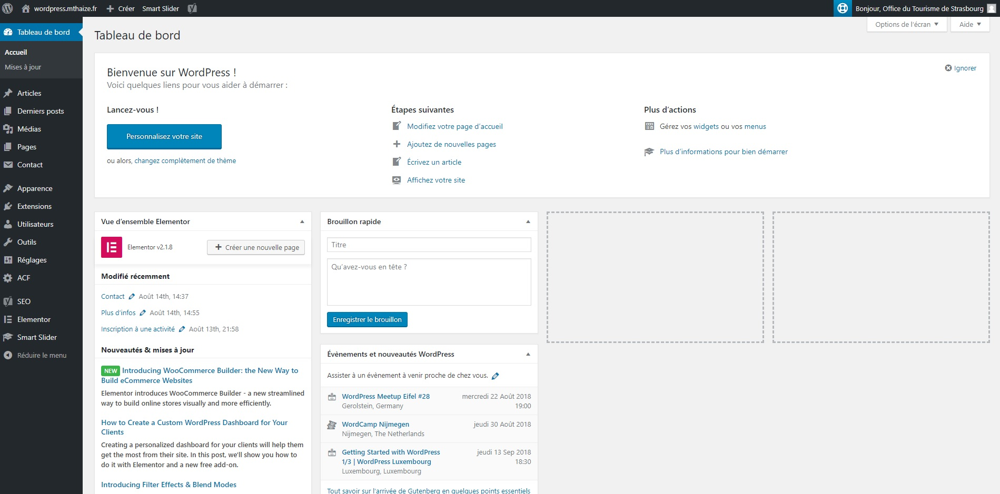 wordpress.mthaize.fr
Créer
Smart Slider
Bonjour, Office du Tourisme de Strasbourg
Tableau de bord
Accueil
Mises à jour
Articles
Derniers posts
Médias
Pages
Contact
Apparence
Extensions
Utilisateurs
Outils
Réglages
ACF
SEO
Elementor
Smart Slider
Réduire le menu
Options de l'écran
Aide
Tableau de bord
Bienvenue sur WordPress !
Voici quelques liens pour vous aider à démarrer :
Ignorer
Lancez-vous !
Personnalisez votre site
ou alors, changez complètement de thème
Étapes suivantes
Modifiez votre page d’accueil
Ajoutez de nouvelles pages
Écrivez un article
Affichez votre site
Plus d’actions
Gérez vos widgets ou vos menus
Plus d’informations pour bien démarrer
Vue d’ensemble Elementor
Elementor v2.1.8
Créer une nouvelle page
Modifié récemment
Contact Août 14th, 14:37
Plus d’infos Août 14th, 14:55
Inscription à une activité Août 13th, 21:58
Nouveautés & mises à jour
NEW Introducing WooCommerce Builder: the New Way to
Build eCommerce Websites
Elementor introduces WooCommerce Builder - a new streamlined
way to build online stores visually and more efficiently.
How to Create a Custom WordPress Dashboard for Your
Clients
Creating a personalized dashboard for your clients will help them
get the most from their site. In this post, we'll show you how to
do it with Elementor and a new free add-on.
Introducing Filter Effects & Blend Modes
Brouillon rapide
Titre
Qu’avez-vous en tête ?
Enregistrer le brouillon
Évènements et nouveautés WordPress
Assister à un évènement à venir proche de chez vous.
WordPress Meetup Eifel #28 mercredi 22 Août 2018
Gerolstein, Germany 19:00
WordCamp Nijmegen jeudi 30 Août 2018
Nijmegen, The Netherlands
Getting Started with WordPress jeudi 13 Sep 2018
1/3 | WordPress Luxembourg 18:30
Luxembourg, Luxembourg
Tout savoir sur l’arrivée de Gutenberg en quelques points essentiels